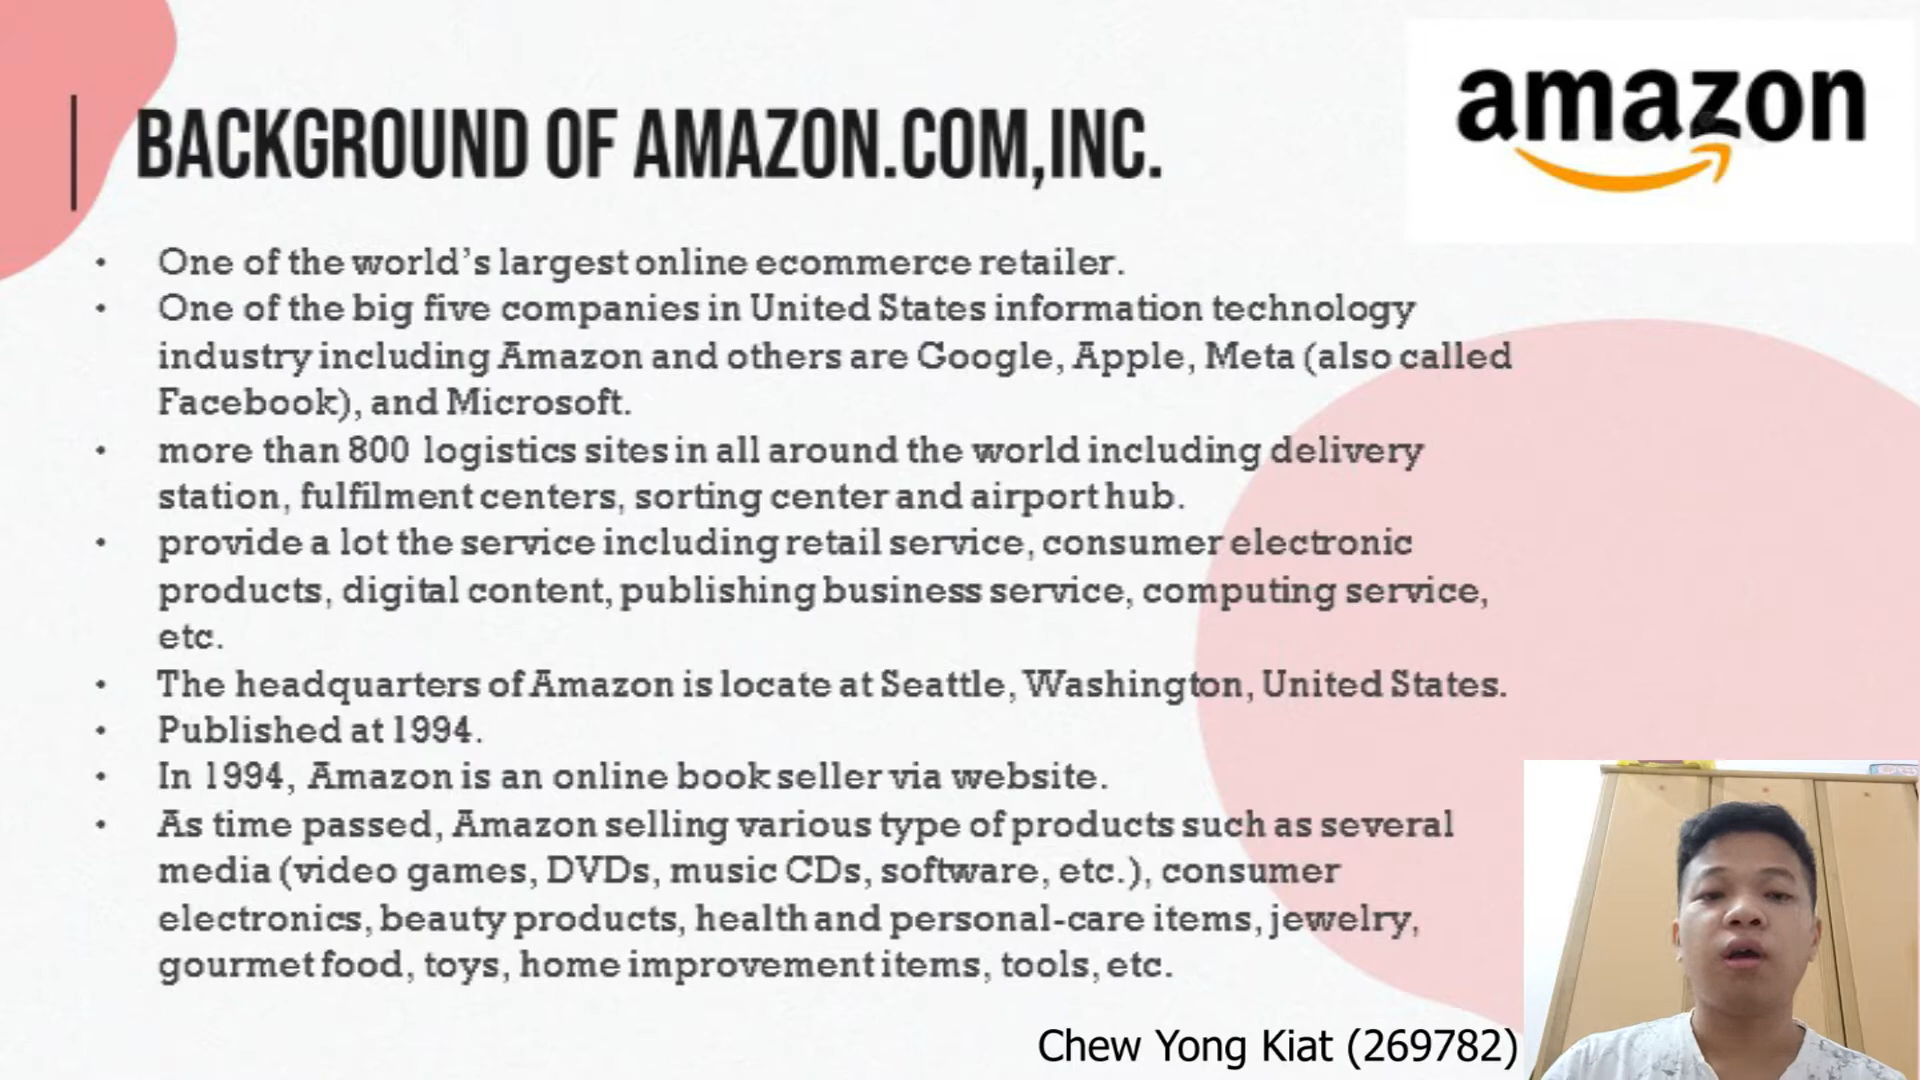 amazon
BACKGROUND OF AMAZON.COM,INC.
• One of the world's largest online ecommerce retailer.
• One of the big five companies in United States information technology
industry including Amazon and others are Google, Apple, Meta (also called
Facebook), and Microsoft.
• more than 800 logistics sites in all around the world including delivery
station, fulfilment centers, sorting center and airport hub.
• provide a lot the service including retail service, consumer electronic
products, digital content, publishing business service, computing service,
etc.
• The headquarters of Amazon is locate at Seattle, Washington, United States.
• Published at 1994.
• In 1994, Amazon is an online book seller via website.
• As time passed, Amazon selling various type of products such as several
media (video games, DVDs, music CDs, software, etc.), consumer
electronics, beauty products, health and personal-care items, jewelry,
gourmet food, toys, home improvement items, tools, etc.
Chew Yong Kiat (269782)